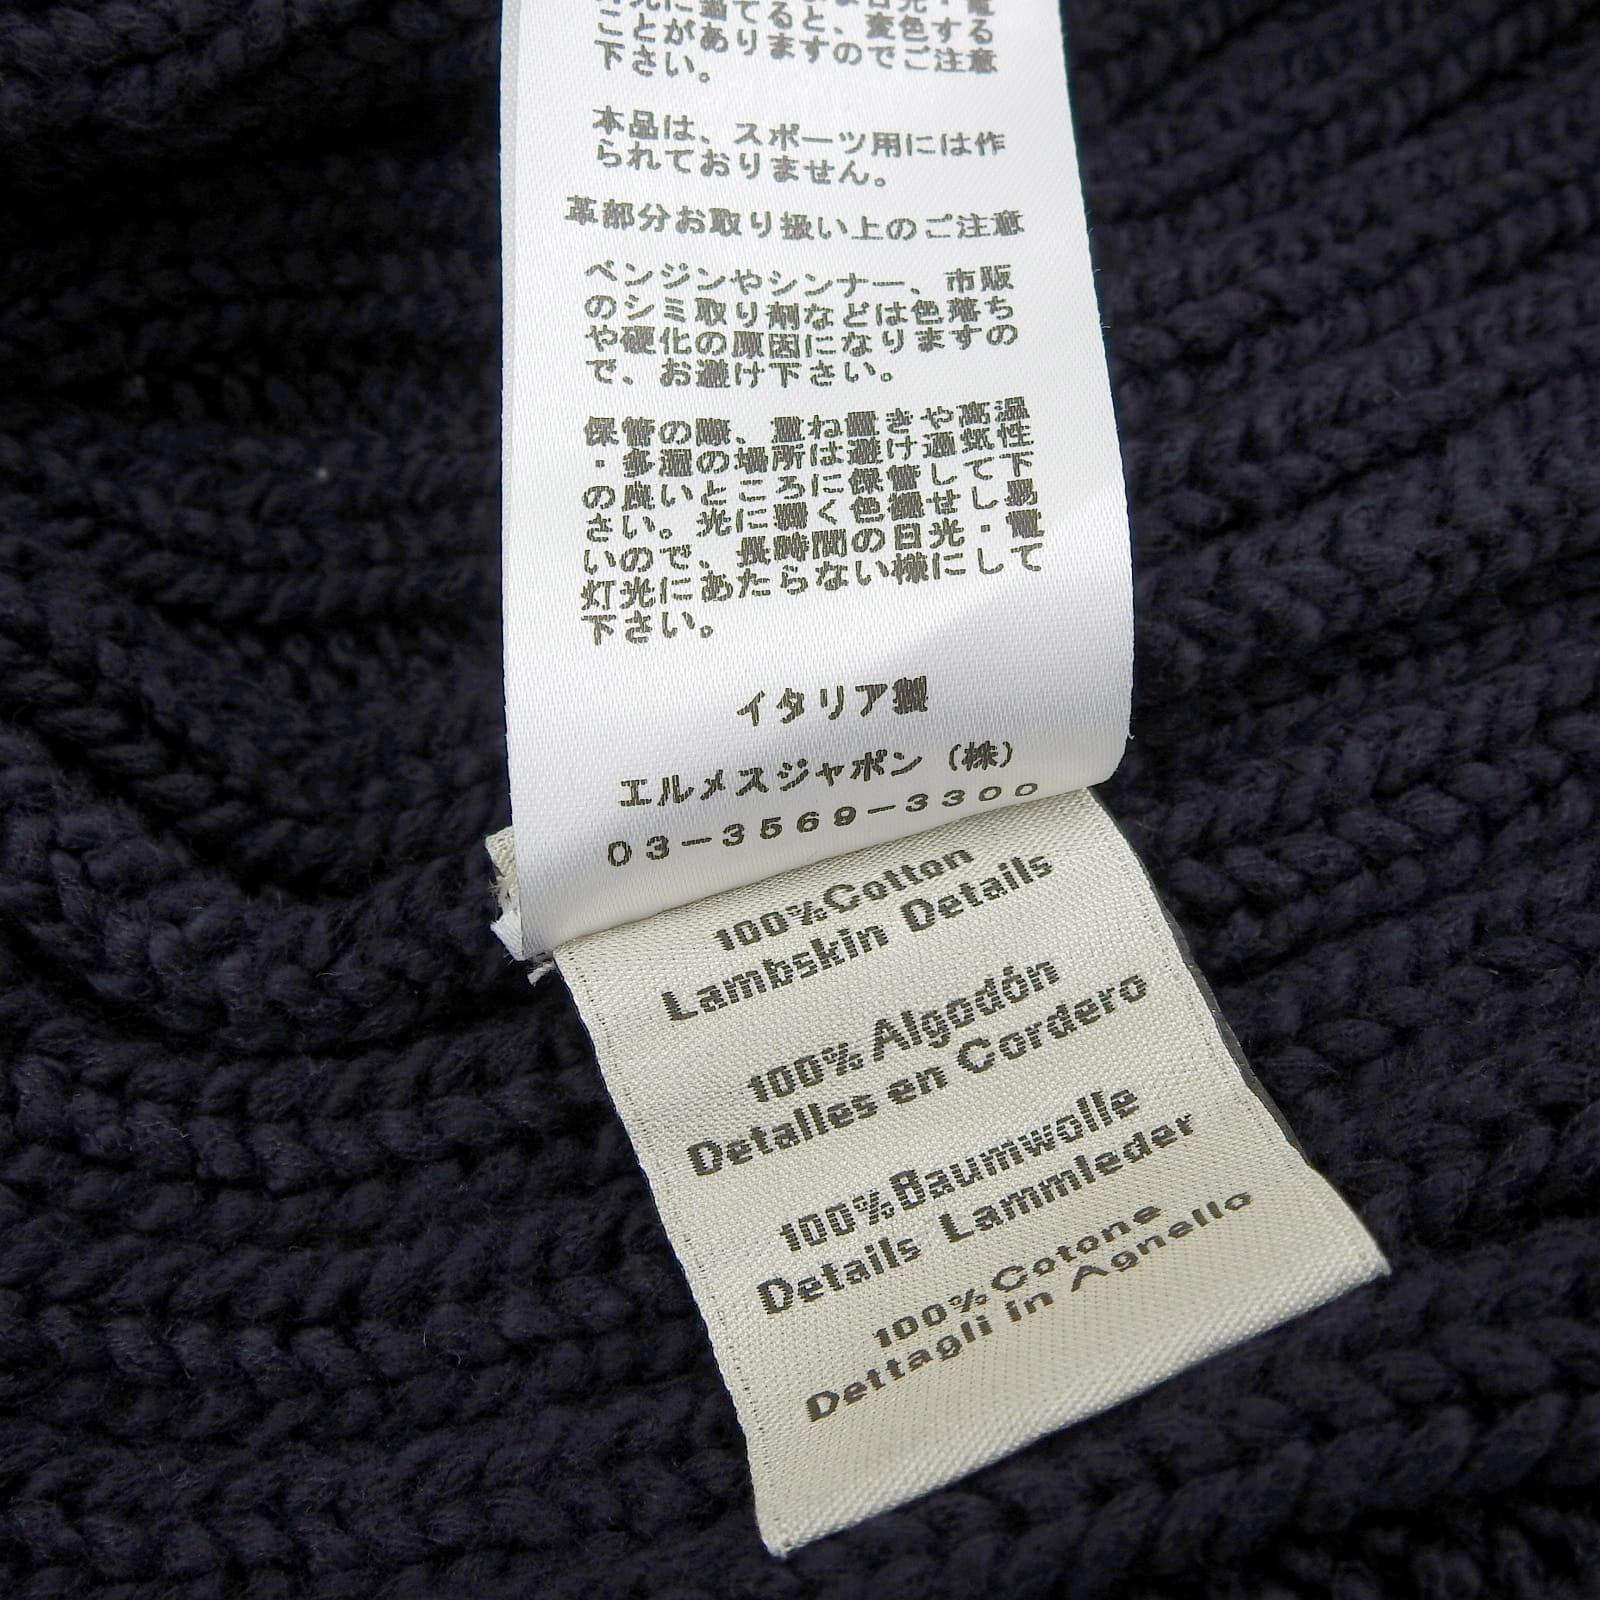 光に当てると、変色する
ことがありますのでご注意
下さい。
本品は、スポーツ用には作
られておりません。
革部分お取り扱い上のご注意
ベンジンやシンナー、市販
のシミ取り剤などは色落ち
や硬化の原因になりますの
で、お避け下さい。
保管の際、重ね置きや高温
・多湿の場所は避け通気性
の良いところに保管して下
さい。光に弱く色褪せし易
いので、長時間の日光・電
灯光にあたらない様にして
下さい。
イタリア製
エルメスジャポン（株）
03-3569-3300
100%Cotton
Lambskin Details
100%Algodón
Detalles en Cordero
100%Baumwolle
Details Lammleder
100%Cotone
Dettagli in Agnello